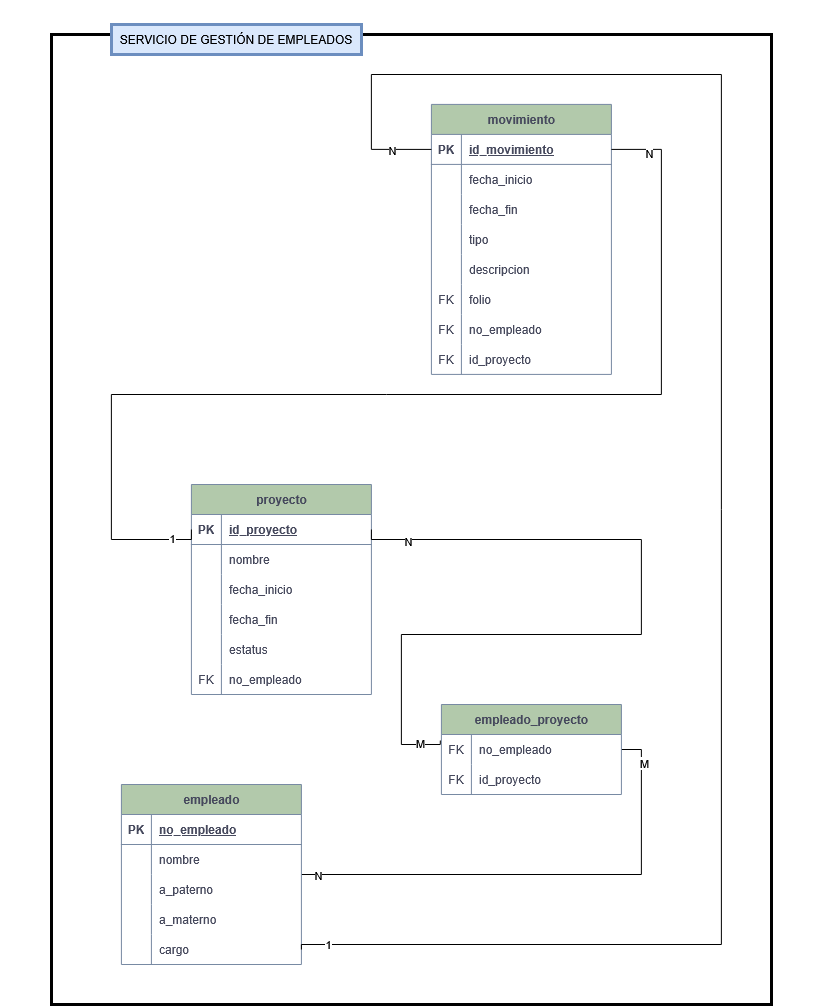 SERVICIO DE GESTIÓN DE EMPLEADOS
movimiento
N PK id_movimiento N
fecha_inicio
fecha_fin
tipo
descripcion
FK folio
FK no_empleado
FK id_proyecto
proyecto
1 PK id_proyecto N
nombre
fecha_inicio
fecha_fin
estatus
FK no_empleado
empleado_proyecto
M FK no_empleado M
FK id_proyecto
empleado
PK no_empleado
nombre
N
a_paterno
a_materno
cargo 1